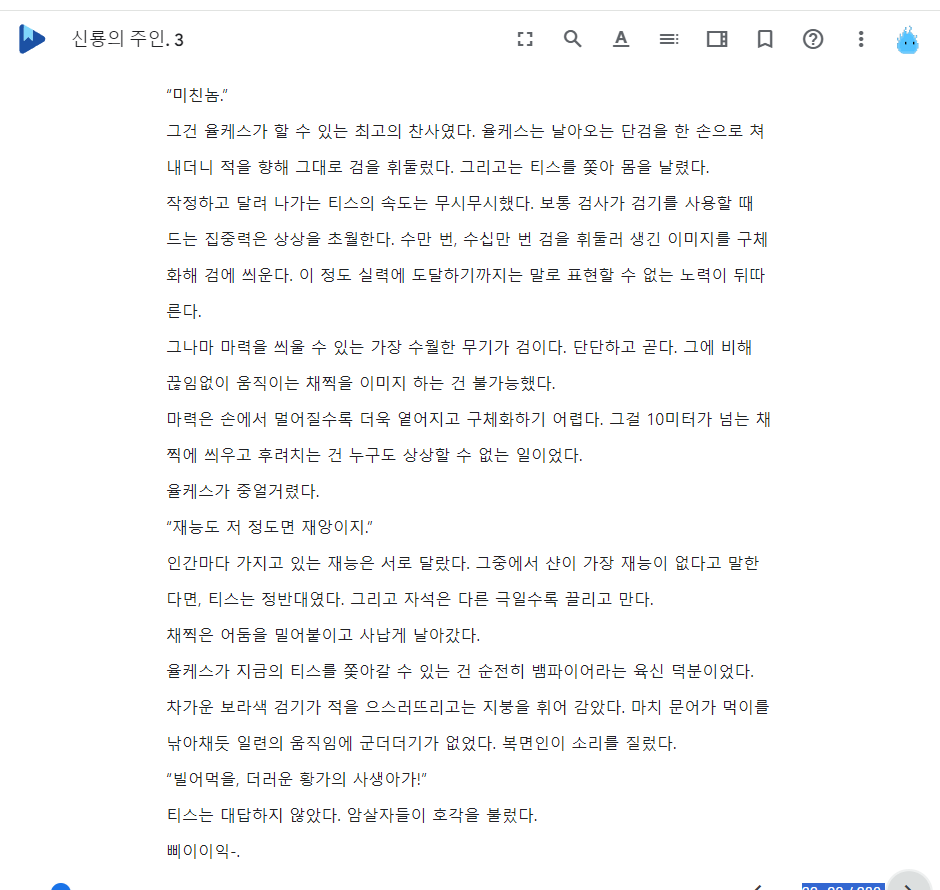 신룡의 주인. 3
“미친놈.”
그건 율케스가 할 수 있는 최고의 찬사였다. 율케스는 날아오는 단검을 한 손으로 쳐
내더니 적을 향해 그대로 검을 휘둘렀다. 그리고는 티스를 쫓아 몸을 날렸다.
작정하고 달려 나가는 티스의 속도는 무시무시했다. 보통 검사가 검기를 사용할 때
드는 집중력은 상상을 초월한다. 수만 번, 수십만 번 검을 휘둘러 생긴 이미지를 구체
화해 검에 씌운다. 이 정도 실력에 도달하기까지는 말로 표현할 수 없는 노력이 뒤따
른다.
그나마 마력을 씌울 수 있는 가장 수월한 무기가 검이다. 단단하고 곧다. 그에 비해
끊임없이 움직이는 채찍을 이미지 하는 건 불가능했다.
마력은 손에서 멀어질수록 더욱 옅어지고 구체화하기 어렵다. 그걸 10미터가 넘는 채
찍에 씌우고 후려치는 건 누구도 상상할 수 없는 일이었다.
율케스가 중얼거렸다.
“재능도 저 정도면 재앙이지.”
인간마다 가지고 있는 재능은 서로 달랐다. 그중에서 샨이 가장 재능이 없다고 말한
다면, 티스는 정반대였다. 그리고 자석은 다른 극일수록 끌리고 만다.
채찍은 어둠을 밀어붙이고 사납게 날아갔다.
율케스가 지금의 티스를 쫓아갈 수 있는 건 순전히 뱀파이어라는 육신 덕분이었다.
차가운 보라색 검기가 적을 으스러뜨리고는 지붕을 휘어 감았다. 마치 문어가 먹이를
낚아채듯 일련의 움직임에 군더더기가 없었다. 복면인이 소리를 질렀다.
“빌어먹을, 더러운 황가의 사생아가!”
티스는 대답하지 않았다. 암살자들이 호각을 불렀다.
삐이이익-.